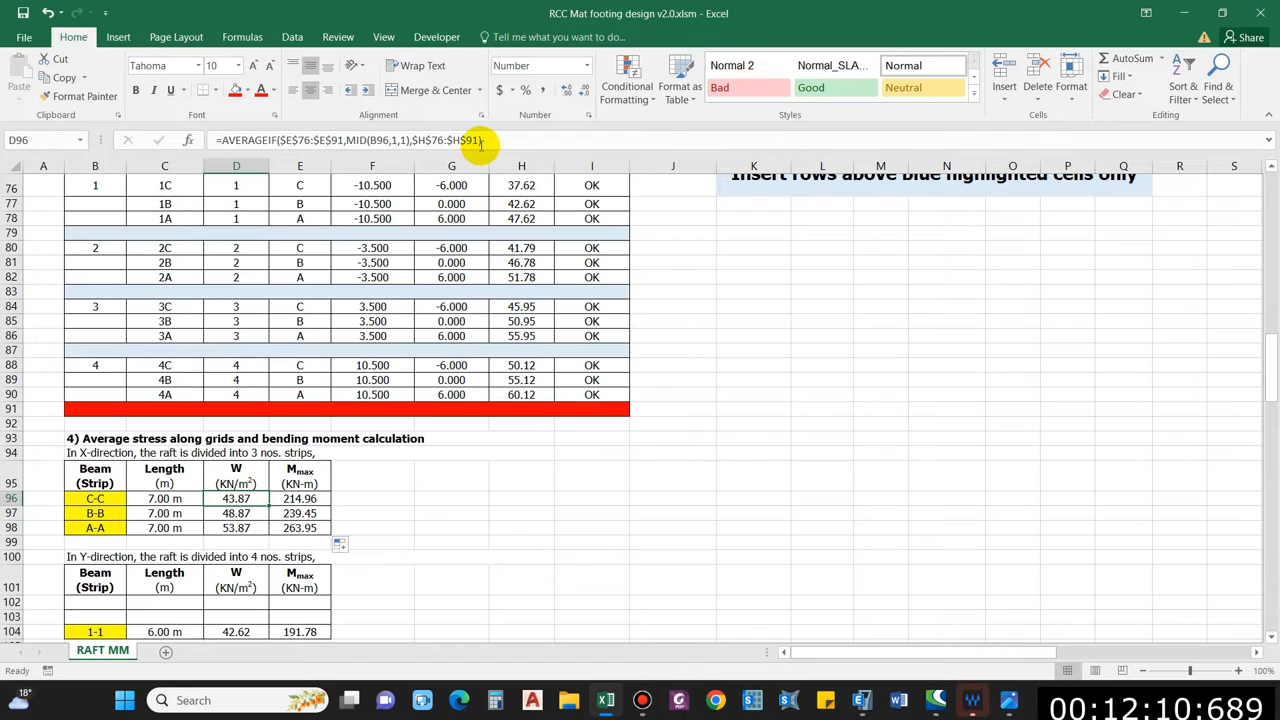 RCC Mat footing design v2.0.xlsm - Excel
File Home Insert Page Layout Formulas Data Review View Developer Tell me what you want to do... Share
Paste Cut Copy Format Painter Clipboard
Tahoma 10 B I U A A A Font
Wrap Text Merge & Center Alignment
Number $ % , Number
Conditional Formatting Format as Table
Normal 2 Normal_SLA... Normal
Bad Good Neutral
Styles
Insert Delete Format Cells
AutoSum Fill Clear Sort & Filter Find & Select Editing
D96 fx =AVERAGEIF($E$76:$E$91,MID(B96,1,1),$H$76:$H$91)
A B C D E F G H I J K L M N O P Q R S
76 1 1C 1 C -10.500 -6.000 37.62 OK Insert rows above blue highlighted cells only
77 1B 1 B -10.500 0.000 42.62 OK
78 1A 1 A -10.500 6.000 47.62 OK
79
80 2 2C 2 C -3.500 -6.000 41.79 OK
81 2B 2 B -3.500 0.000 46.78 OK
82 2A 2 A -3.500 6.000 51.78 OK
83
84 3 3C 3 C 3.500 -6.000 45.95 OK
85 3B 3 B 3.500 0.000 50.95 OK
86 3A 3 A 3.500 6.000 55.95 OK
87
88 4 4C 4 C 10.500 -6.000 50.12 OK
89 4B 4 B 10.500 0.000 55.12 OK
90 4A 4 A 10.500 6.000 60.12 OK
91
92
93 4) Average stress along grids and bending moment calculation
94 In X-direction, the raft is divided into 3 nos. strips,
Beam Length W Mmax
95 (Strip) (m) (KN/m2) (KN-m)
96 C-C 7.00 m 43.87 214.96
97 B-B 7.00 m 48.87 239.45
98 A-A 7.00 m 53.87 263.95
99
100 In Y-direction, the raft is divided into 4 nos. strips,
Beam Length W Mmax
101 (Strip) (m) (KN/m2) (KN-m)
102
103
104 1-1 6.00 m 42.62 191.78
RAFT MM
Ready 100%
18° Search 00:12:10:689